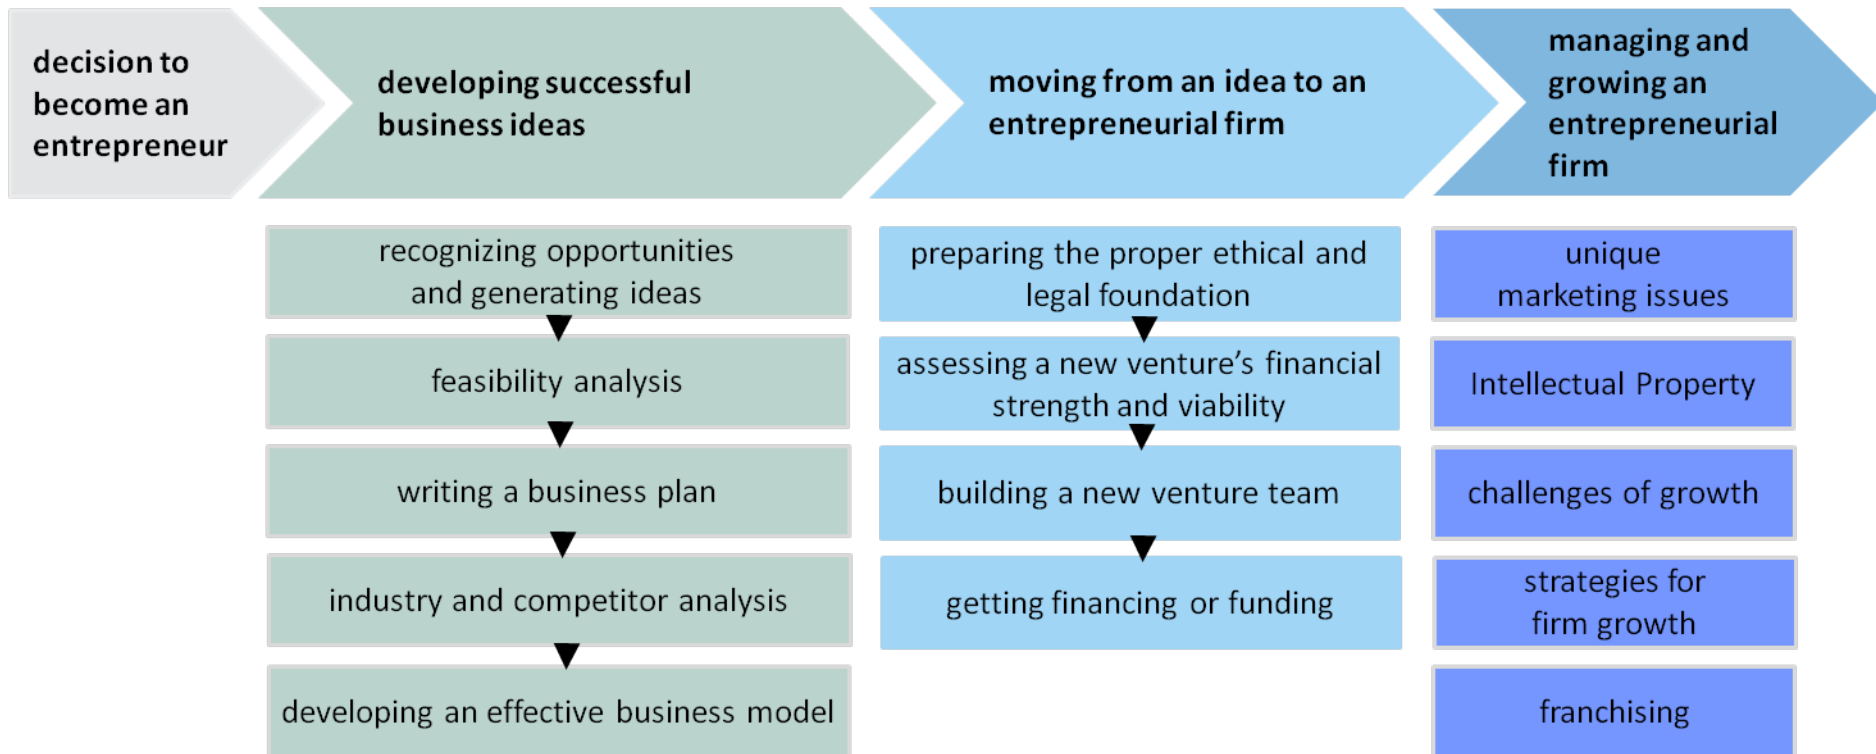 decision to
become an
entrepreneur
developing successful
business ideas
moving from an idea to an
entrepreneurial firm
managing and
growing an
entrepreneurial
firm
recognizing opportunities
and generating ideas
feasibility analysis
writing a business plan
industry and competitor analysis
developing an effective business model
preparing the proper ethical and
legal foundation
assessing a new venture’s financial
strength and viability
building a new venture team
getting financing or funding
unique
marketing issues
Intellectual Property
challenges of growth
strategies for
firm growth
franchising